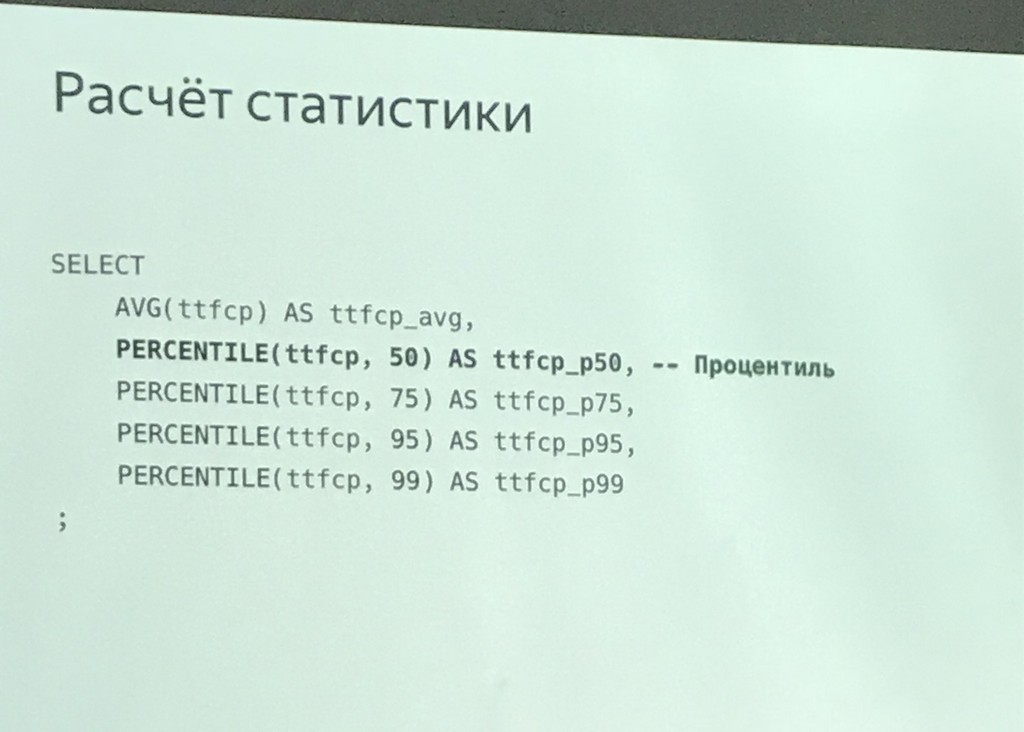 Расчёт статистики
SELECT
AVG(ttfcp) AS ttfcp_avg,
PERCENTILE(ttfcp, 50) AS ttfcp_p50, -- Процентиль
PERCENTILE(ttfcp, 75) AS ttfcp_p75,
PERCENTILE(ttfcp, 95) AS ttfcp_p95,
PERCENTILE(ttfcp, 99) AS ttfcp_p99
;